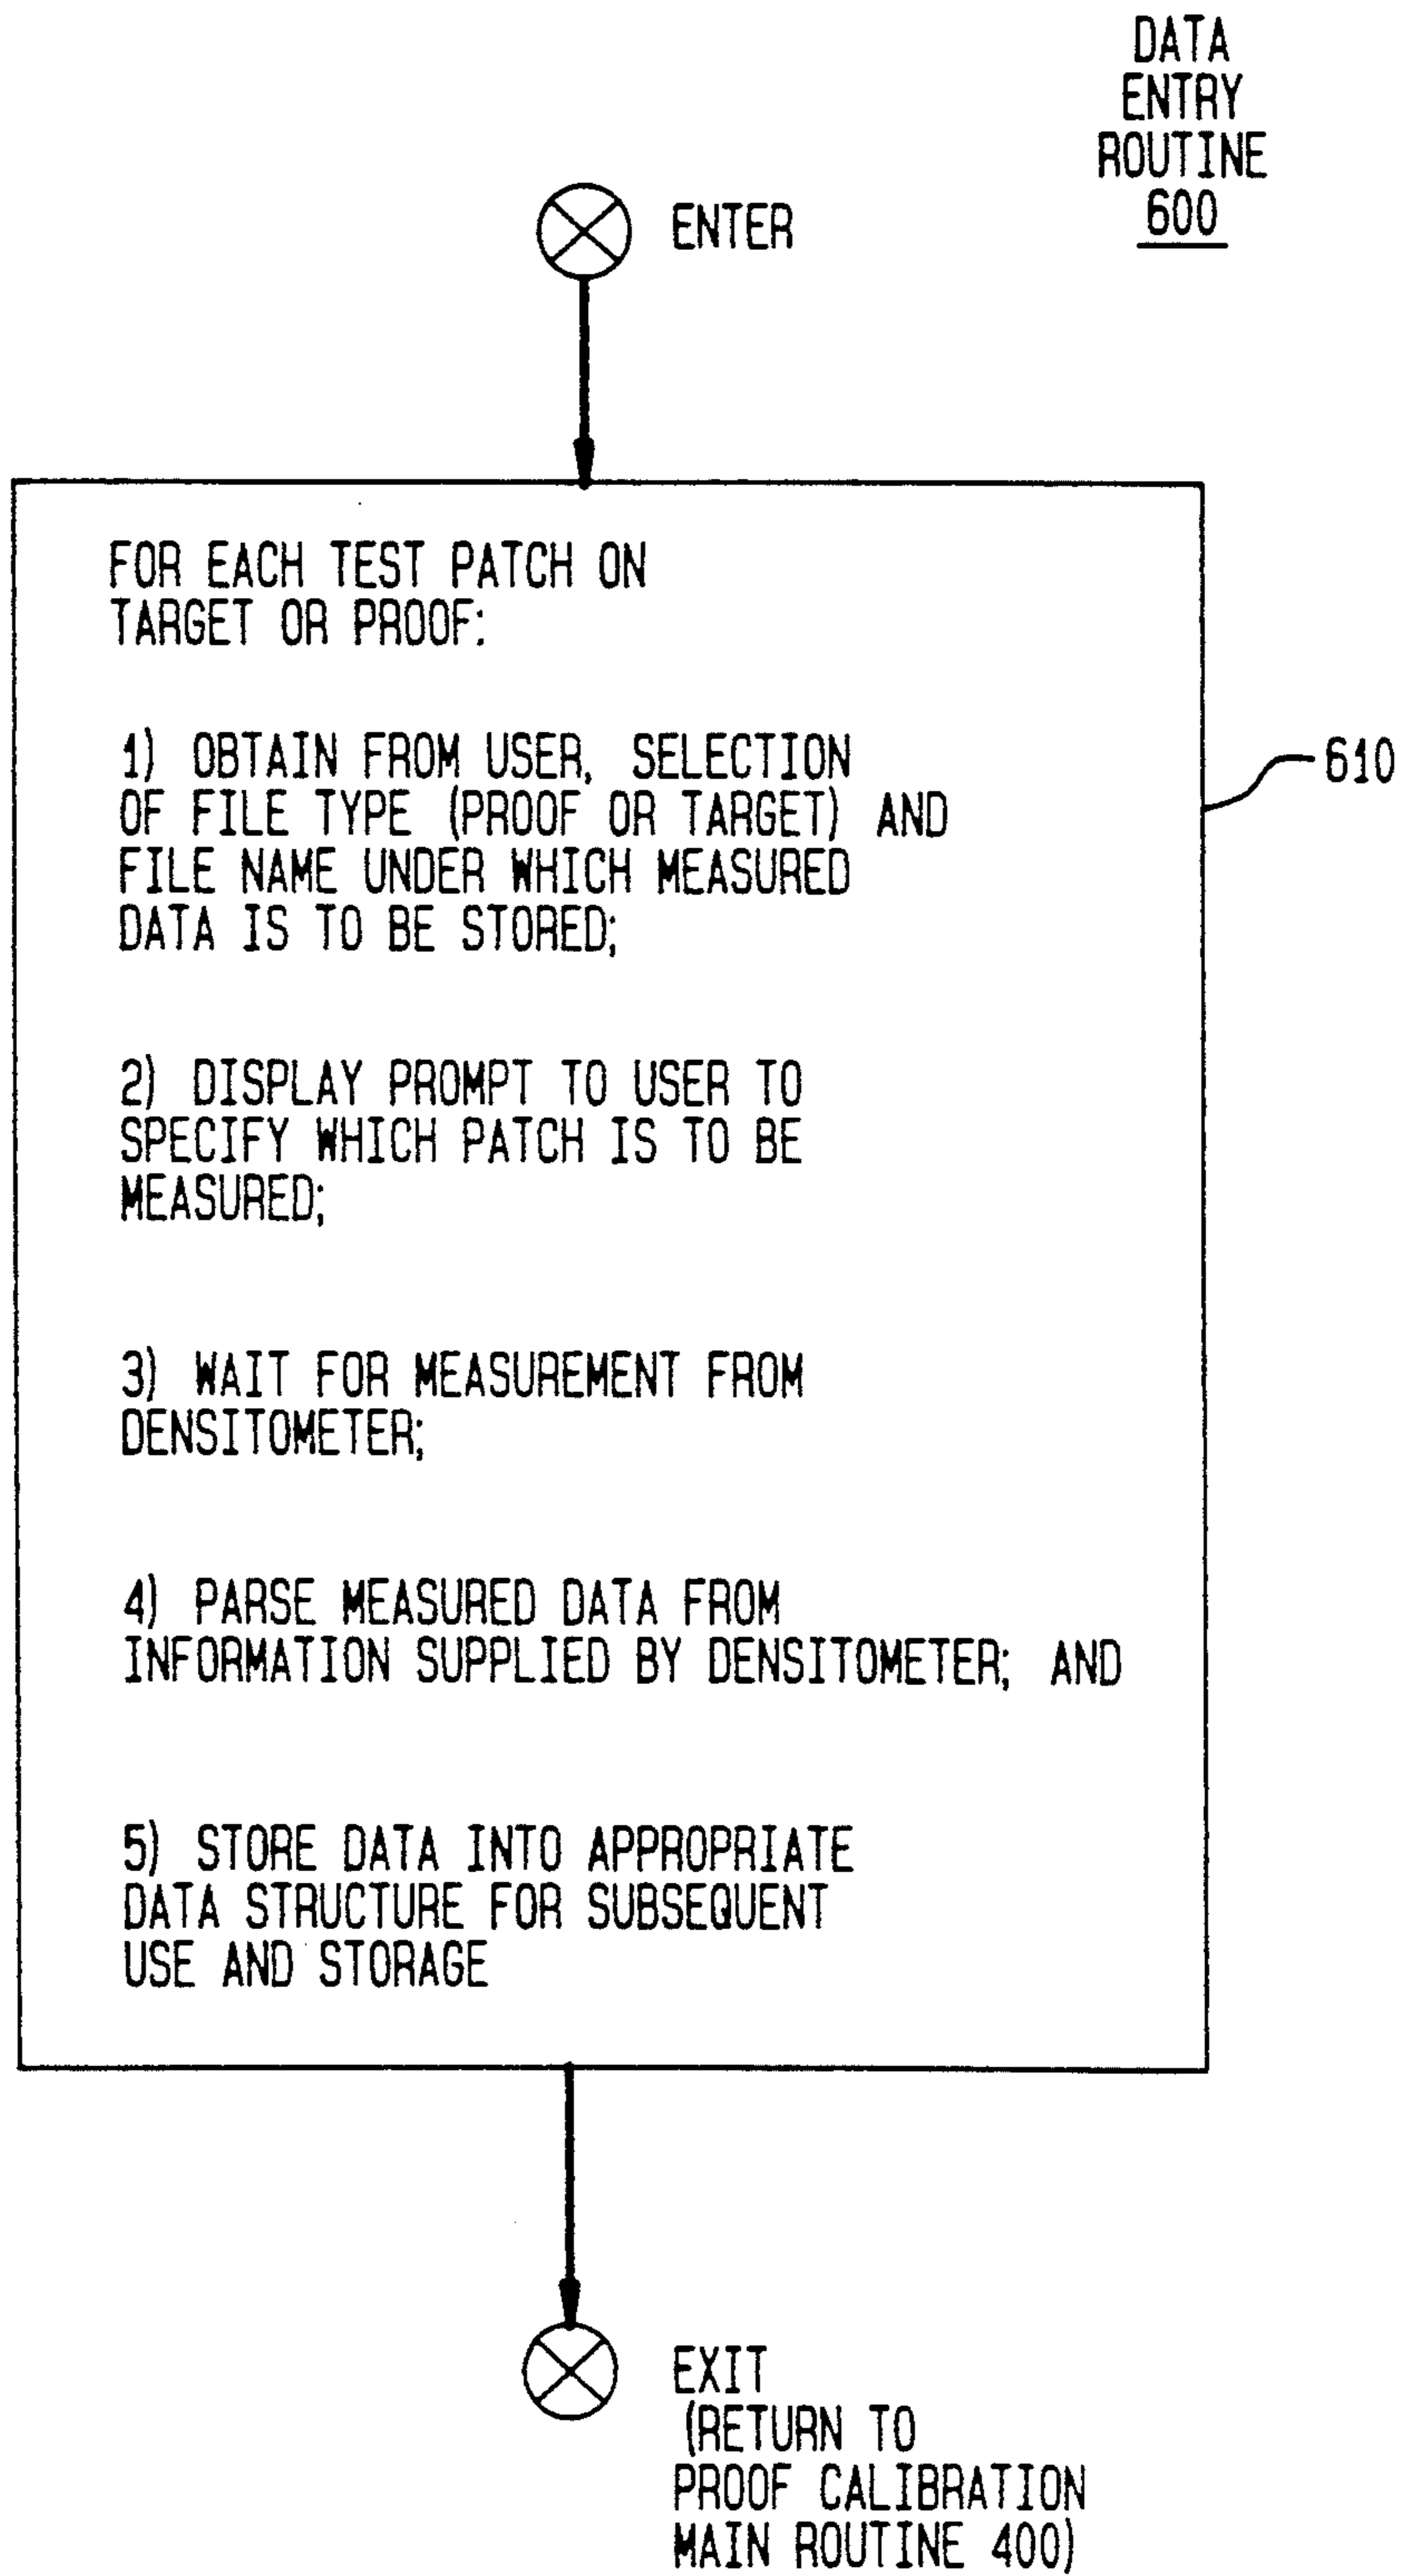 DATA
ENTRY
ROUTINE
600
ENTER
FOR EACH TEST PATCH ON
TARGET OR PROOF:
1) OBTAIN FROM USER, SELECTION
OF FILE TYPE (PROOF OR TARGET) AND
FILE NAME UNDER WHICH MEASURED
DATA IS TO BE STORED;
610
2) DISPLAY PROMPT TO USER TO
SPECIFY WHICH PATCH IS TO BE
MEASURED;
3) WAIT FOR MEASUREMENT FROM
DENSITOMETER;
4) PARSE MEASURED DATA FROM
INFORMATION SUPPLIED BY DENSITOMETER; AND
5) STORE DATA INTO APPROPRIATE
DATA STRUCTURE FOR SUBSEQUENT
USE AND STORAGE
EXIT
(RETURN TO
PROOF CALIBRATION
MAIN ROUTINE 400)